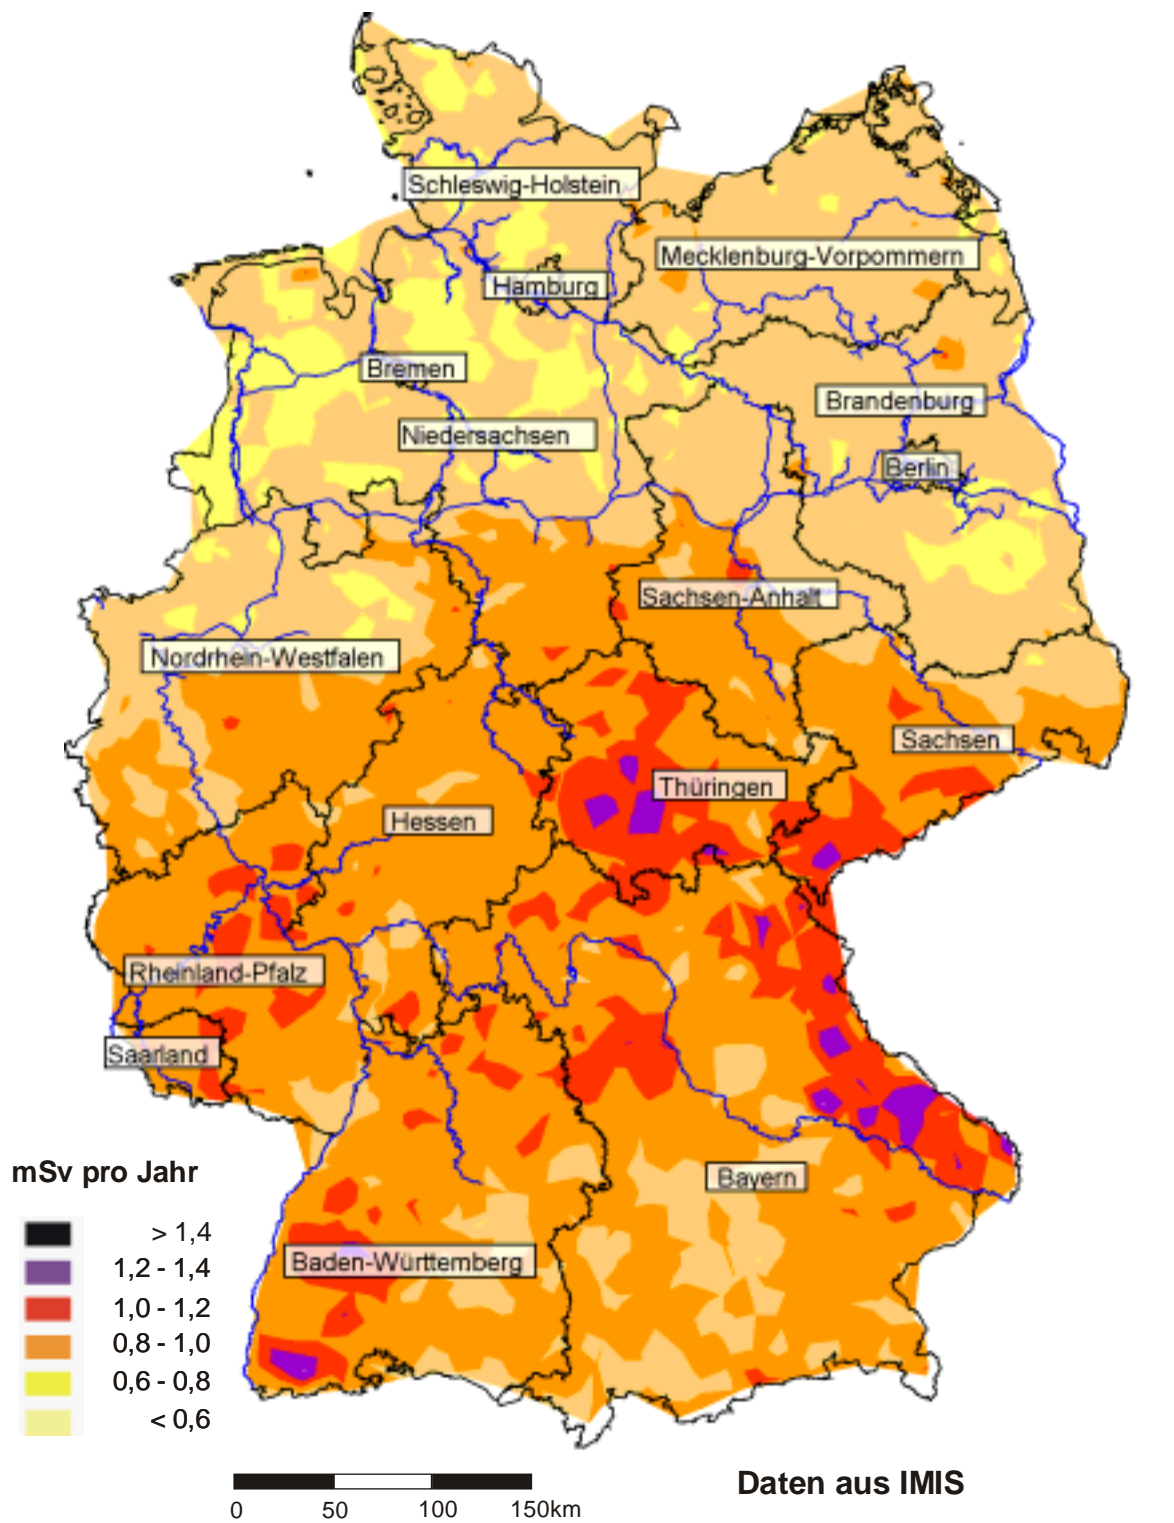 Schleswig-Holstein
Mecklenburg-Vorpommern
Hamburg
Bremen
Brandenburg
Niedersachsen
Berlin
Sachsen-Anhalt
Nordrhein-Westfalen
Sachsen
Thüringen
Hessen
Rheinland-Pfalz
Saarland
Bayern
Baden-Württemberg
mSv pro Jahr
> 1,4
1,2 - 1,4
1,0 - 1,2
0,8 - 1,0
0,6 - 0,8
< 0,6
0 50 100 150km
Daten aus IMIS